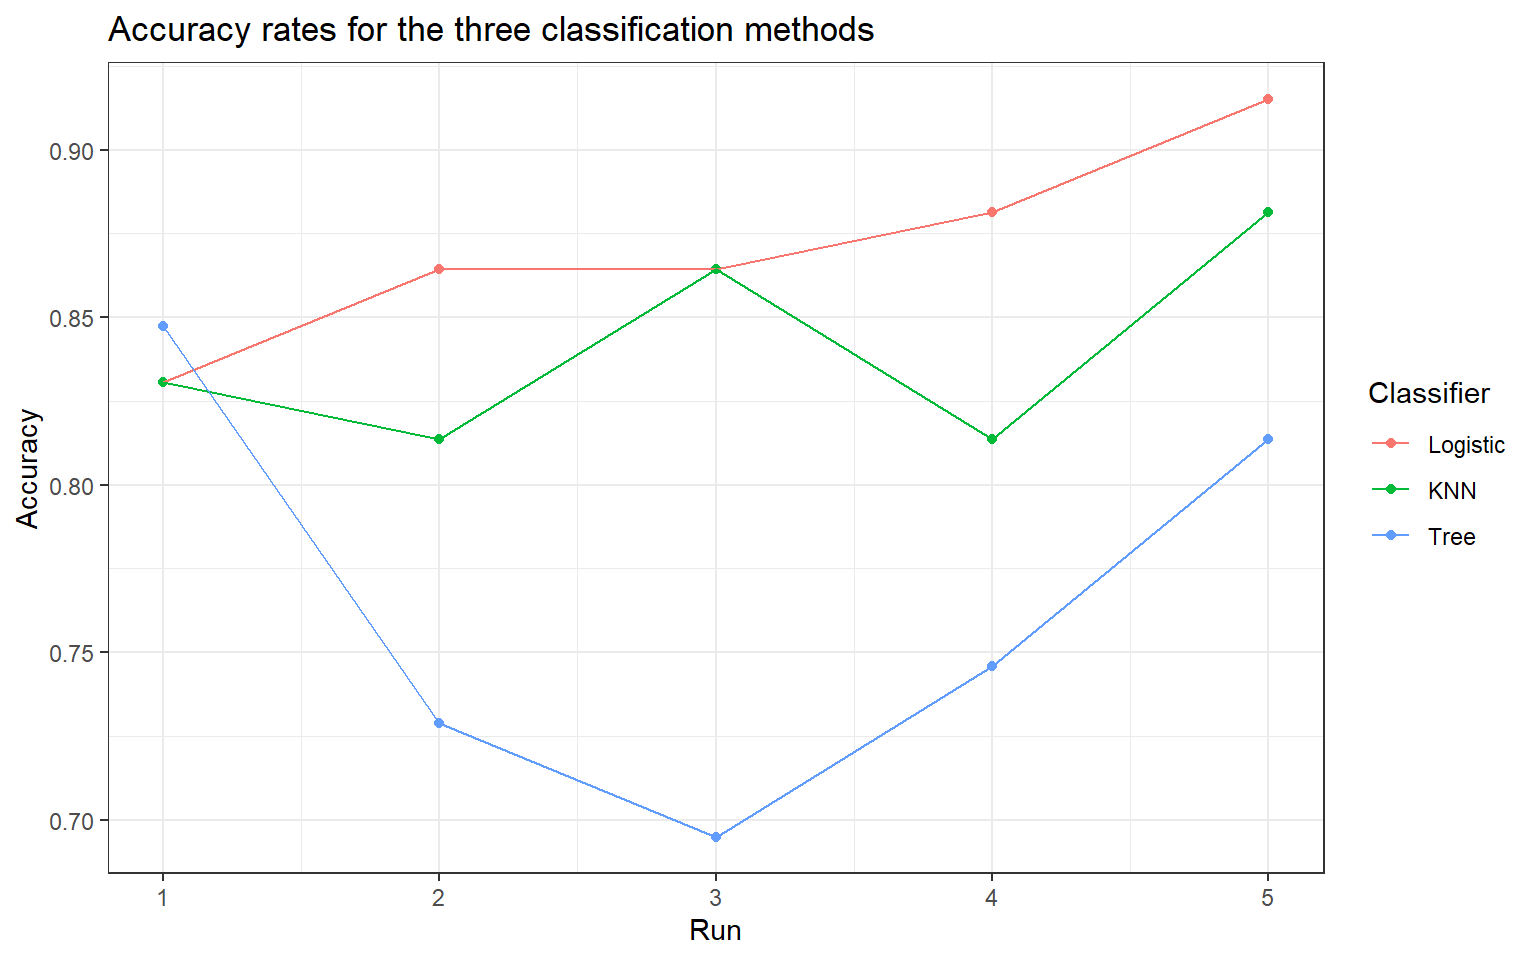 Accuracy rates for the three classification methods
0.90
0.85
0.80
0.75
0.70
Accuracy
1 2 3 4 5
Run
Classifier
Logistic
KNN
Tree